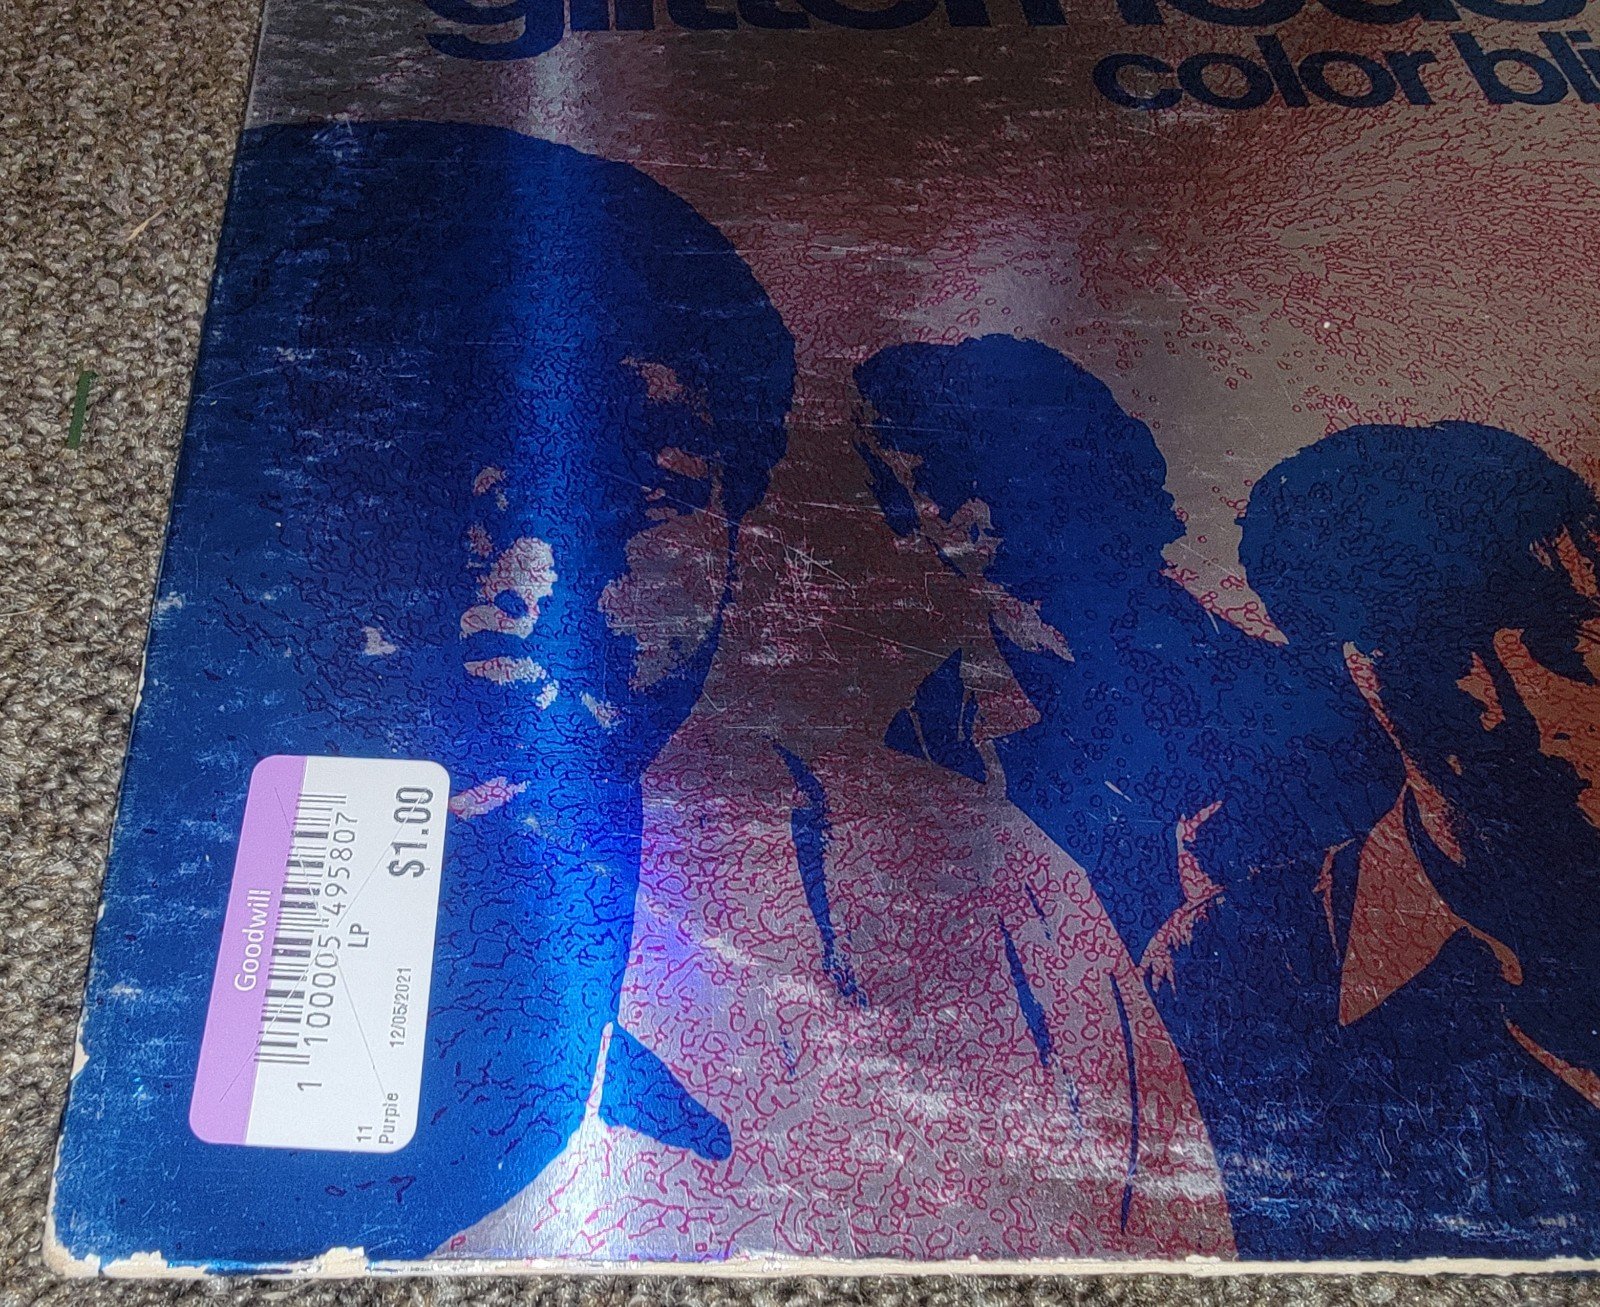 color bli
Goodwill
1 100005 495807
LP
$1.00
12/05/2021
11
Purple